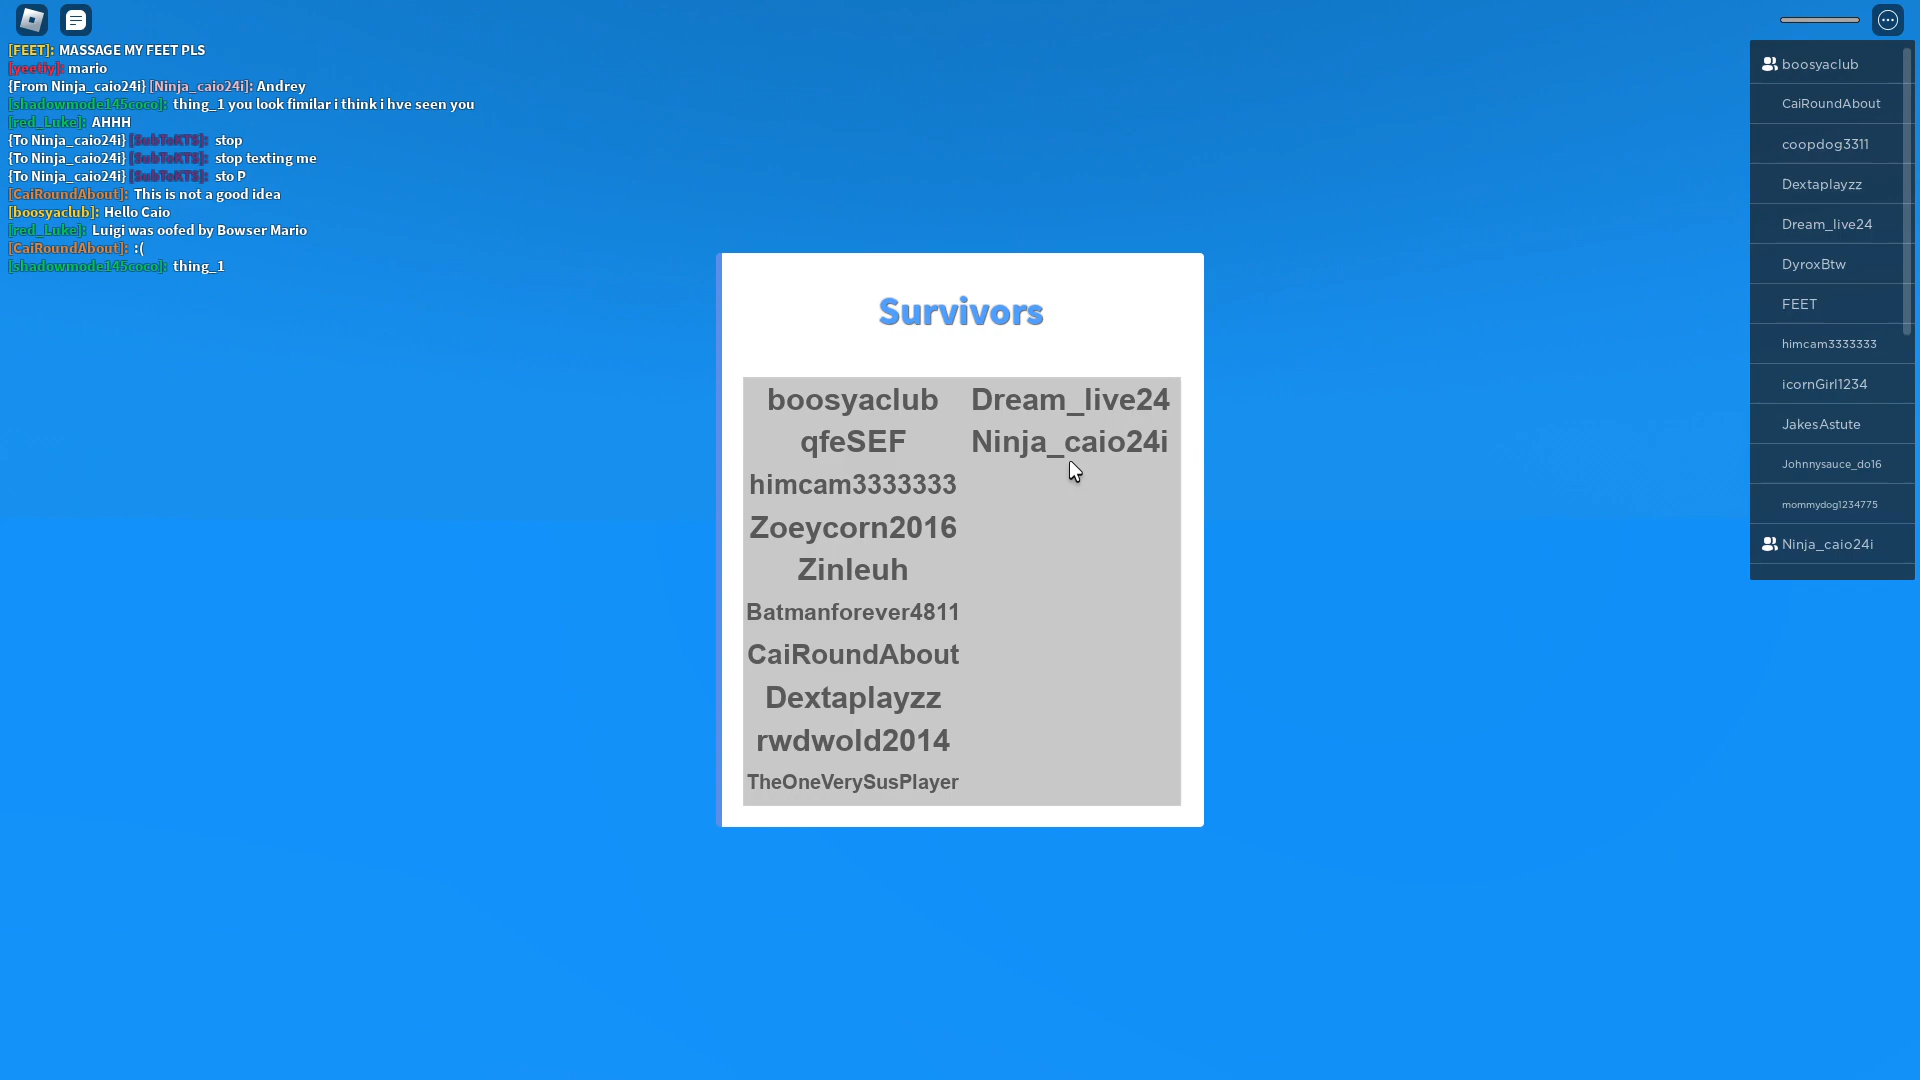 [FEET]: MASSAGE MY FEET PLS
[yeetiy]: mario
{From Ninja_caio24i} [Ninja_caio24i]: Andrey
[shadowmode145coco]: thing_1 you look fimilar i think i hve seen you
[red_Luke]: AHHH
{To Ninja_caio24i} [SubToKTS]: stop
{To Ninja_caio24i} [SubToKTS]: stop texting me
{To Ninja_caio24i} [SubToKTS]: sto P
[CaiRoundAbout]: This is not a good idea
[boosyaclub]: Hello Caio
[red_Luke]: Luigi was oofed by Bowser Mario
[CaiRoundAbout]: :(
[shadowmode145coco]: thing_1
Survivors
boosyaclub Dream_live24
qfeSEF Ninja_caio24i
himcam3333333
Zoeycorn2016
Zinleuh
Batmanforever4811
CaiRoundAbout
Dextaplayzz
rwdwold2014
TheOneVerySusPlayer
boosyaclub
CaiRoundAbout
coopdog3311
Dextaplayzz
Dream_live24
DyroxBtw
FEET
himcam3333333
icornGirl1234
JakesAstute
Johnnysauce_do16
mommydog1234775
Ninja_caio24i